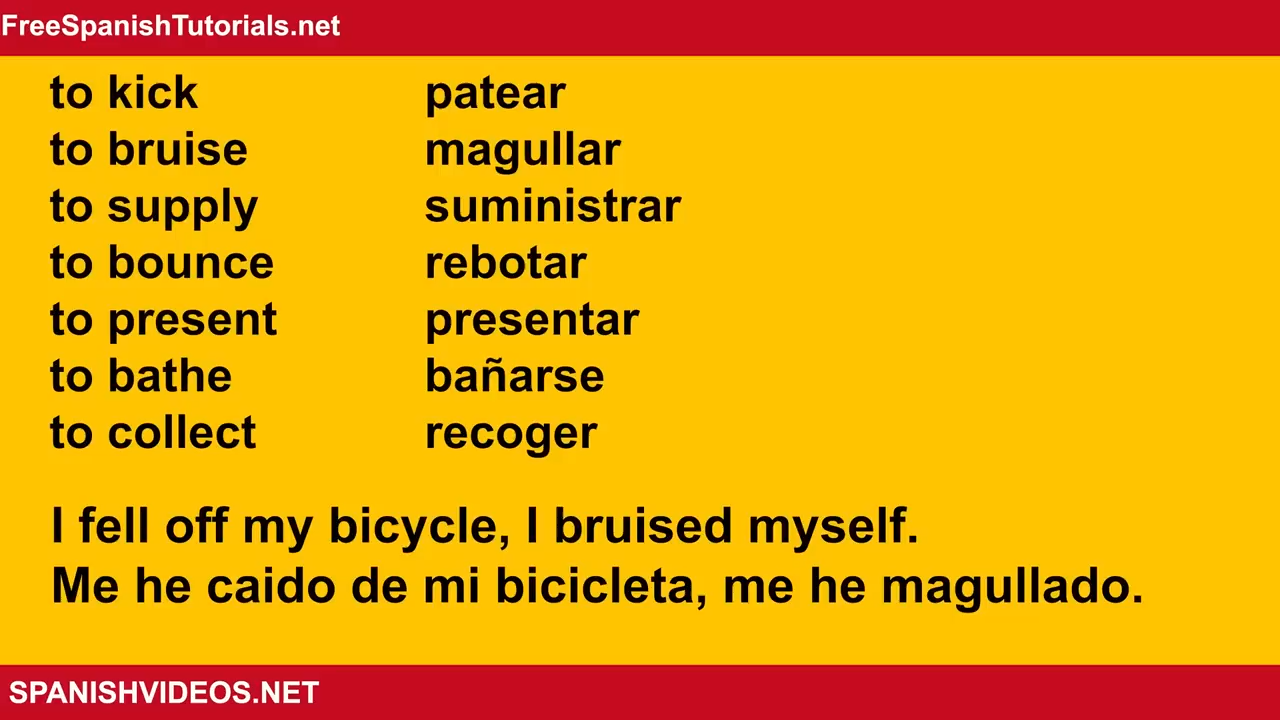 FreeSpanishTutorials.net
to kick patear
to bruise magullar
to supply suministrar
to bounce rebotar
to present presentar
to bathe bañarse
to collect recoger
I fell off my bicycle, I bruised myself.
Me he caido de mi bicicleta, me he magullado.
SPANISHVIDEOS.NET